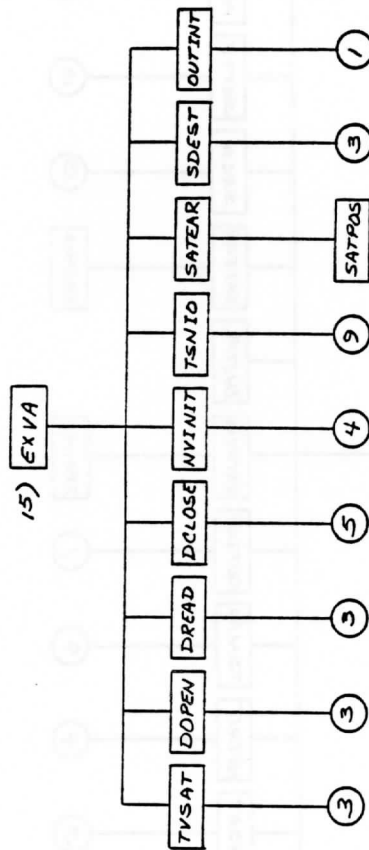 15)
EXVA
TVSAT
DOPEN
DREAD
DCLOSE
NVINIT
TSNIO
SATEAR
SDEST
OUTINT
3
3
3
5
4
9
SATPOS
3
1